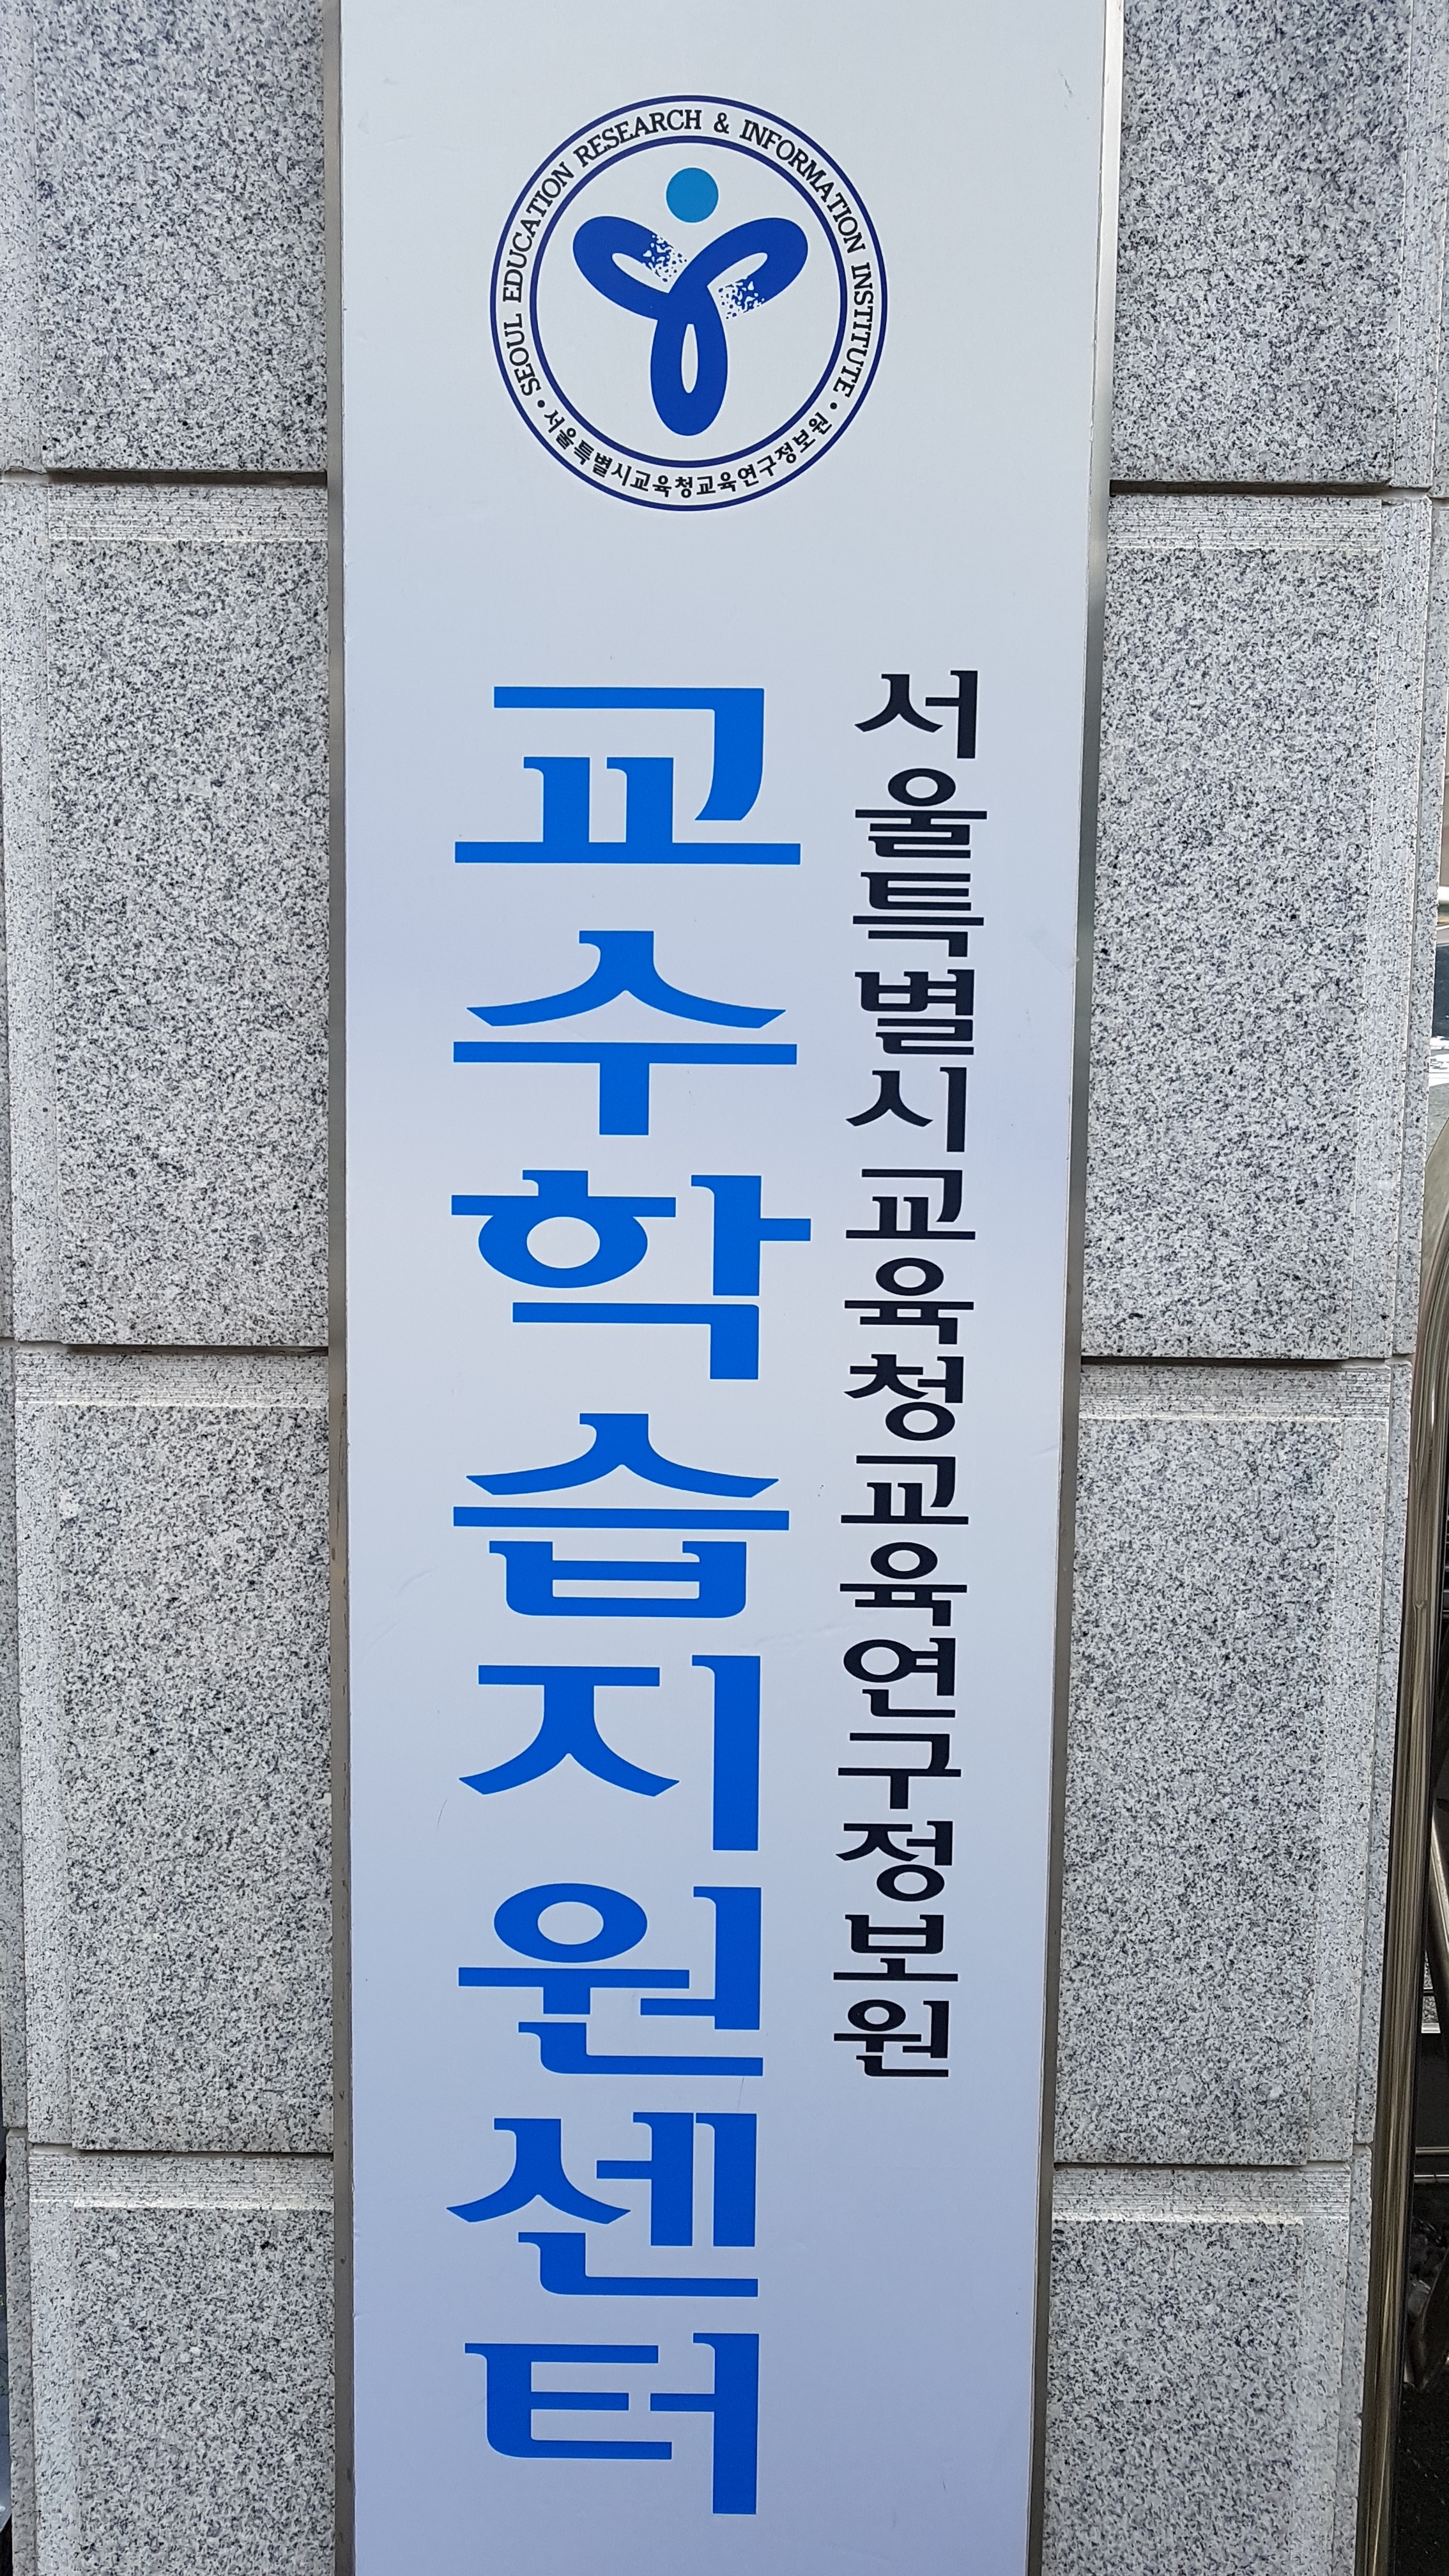 SEOUL EDUCATION RESEARCH & INFORMATION INSTITUTE
서울특별시교육청교육연구정보원
서울특별시교육청교육연구정보원
교수학습지원센터